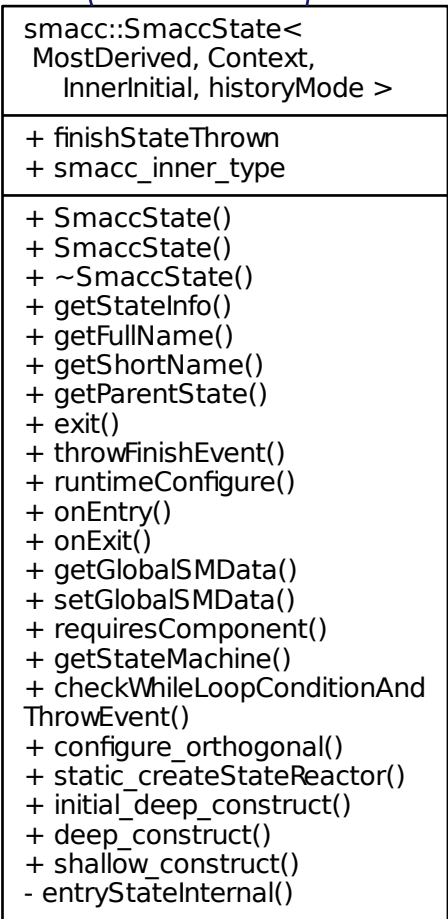 smacc::SmaccState<
MostDerived, Context,
InnerInitial, historyMode >
+ finishStateThrown
+ smacc_inner_type
+ SmaccState()
+ SmaccState()
+ ~SmaccState()
+ getStateInfo()
+ getFullName()
+ getShortName()
+ getParentState()
+ exit()
+ throwFinishEvent()
+ runtimeConfigure()
+ onEntry()
+ onExit()
+ getGlobalSMData()
+ setGlobalSMData()
+ requiresComponent()
+ getStateMachine()
+ checkWhileLoopConditionAnd
ThrowEvent()
+ configure_orthogonal()
+ static_createStateReactor()
+ initial_deep_construct()
+ deep_construct()
+ shallow_construct()
- entryStateInternal()